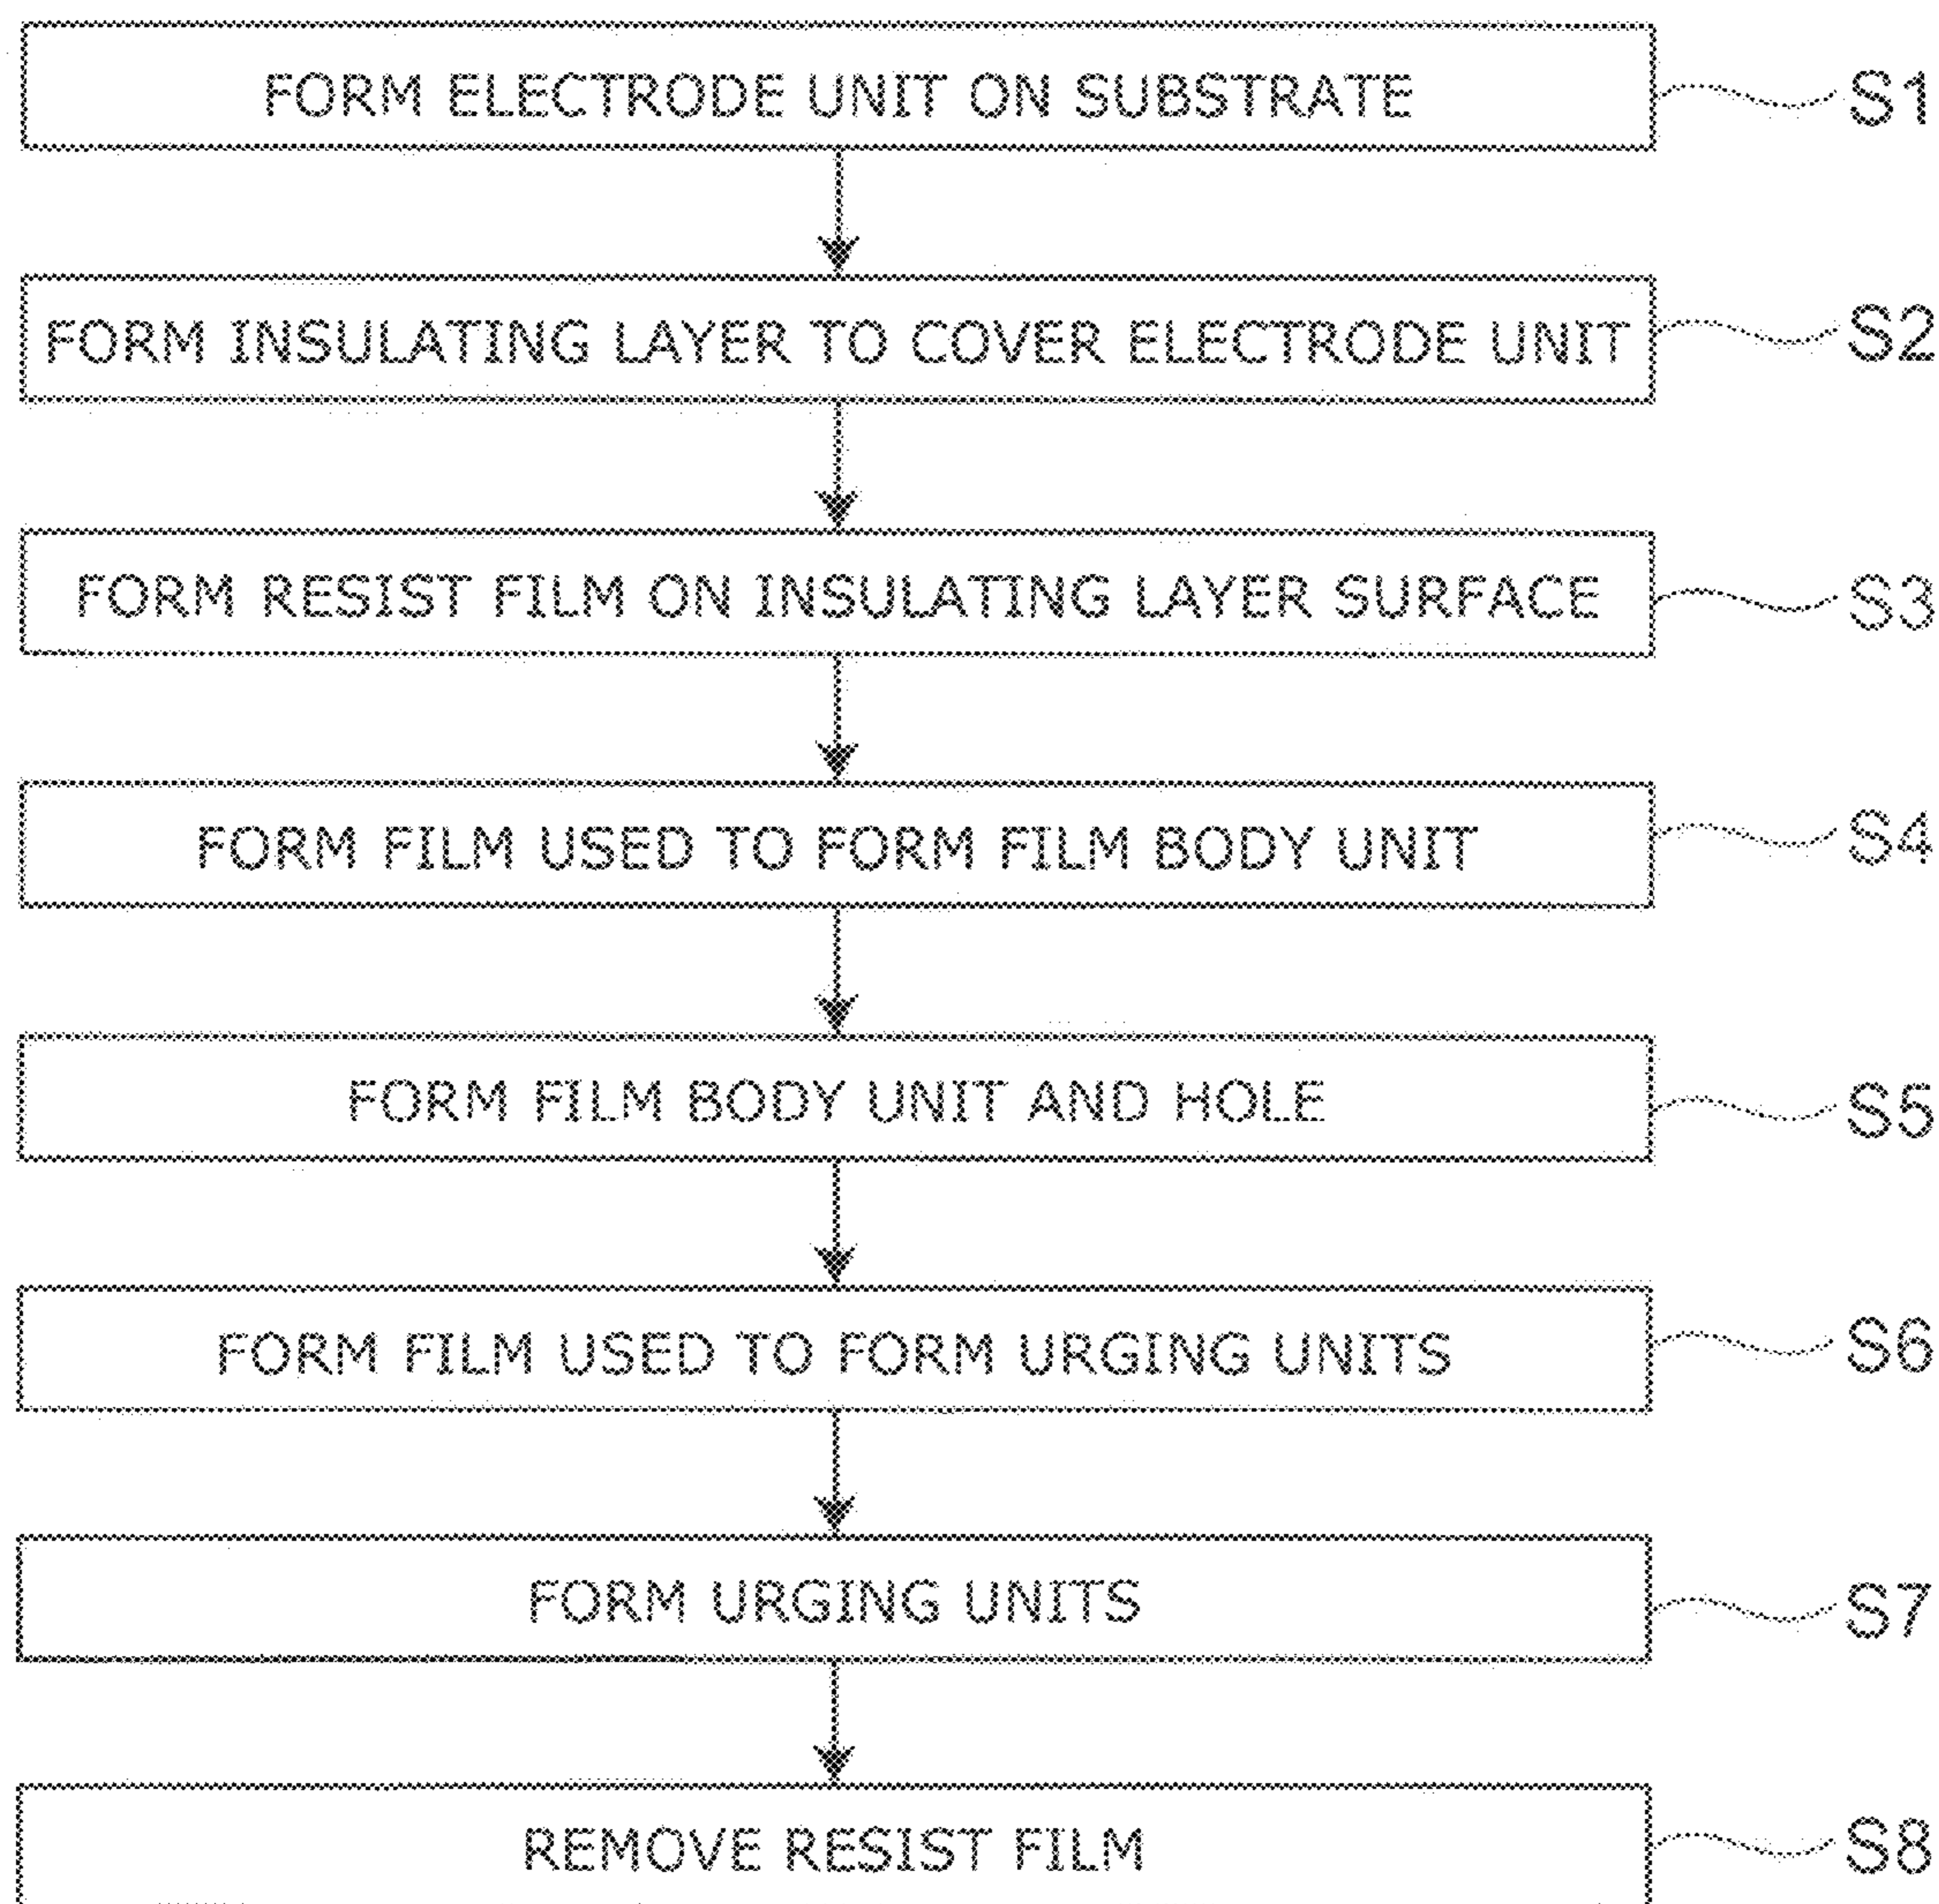 FORM ELECTRODE UNIT ON SUBSTRATE S1
FORM INSULATING LAYER TO COVER ELECTRODE UNIT S2
FORM RESIST FILM ON INSULATING LAYER SURFACE S3
FORM FILM USED TO FORM FILM BODY UNIT S4
FORM FILM BODY UNIT AND HOLE S5
FORM FILM USED TO FORM URGING UNITS S6
FORM URGING UNITS S7
REMOVE RESIST FILM S8